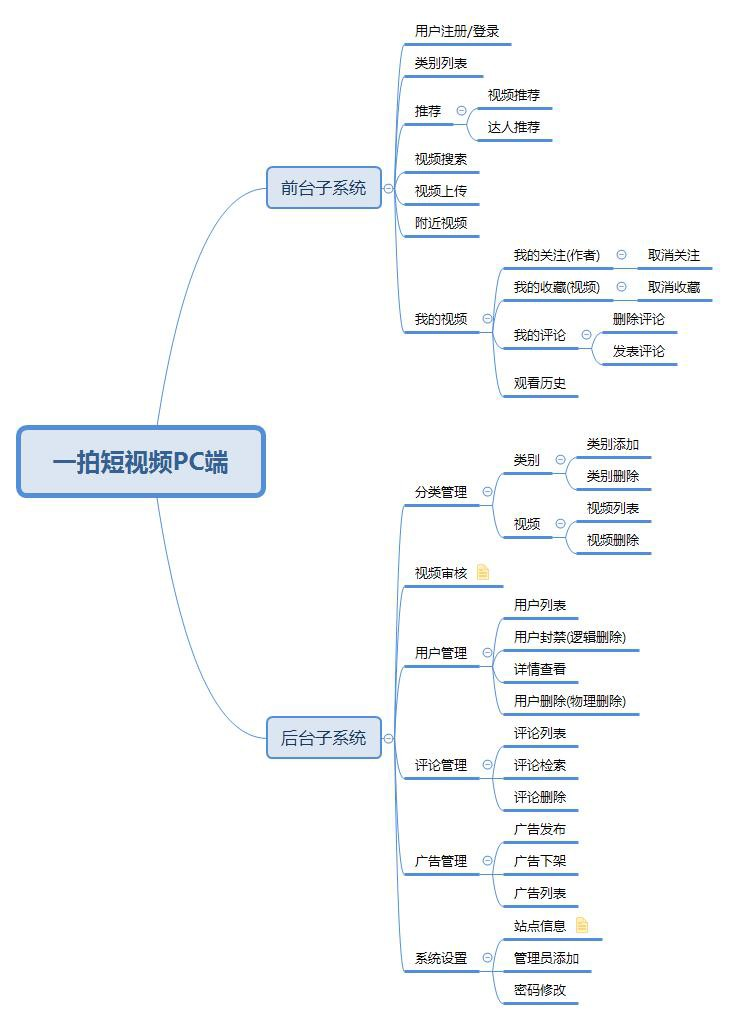 用户注册/登录
类别列表
推荐
视频推荐
达人推荐
视频搜索
前台子系统
视频上传
附近视频
我的视频
我的关注(作者)
取消关注
我的收藏(视频)
取消收藏
我的评论
删除评论
发表评论
观看历史
一拍短视频PC端
分类管理
类别
类别添加
类别删除
视频
视频列表
视频删除
视频审核
用户管理
用户列表
用户封禁(逻辑删除)
详情查看
用户删除(物理删除)
后台子系统
评论管理
评论列表
评论检索
评论删除
广告管理
广告发布
广告下架
广告列表
系统设置
站点信息
管理员添加
密码修改